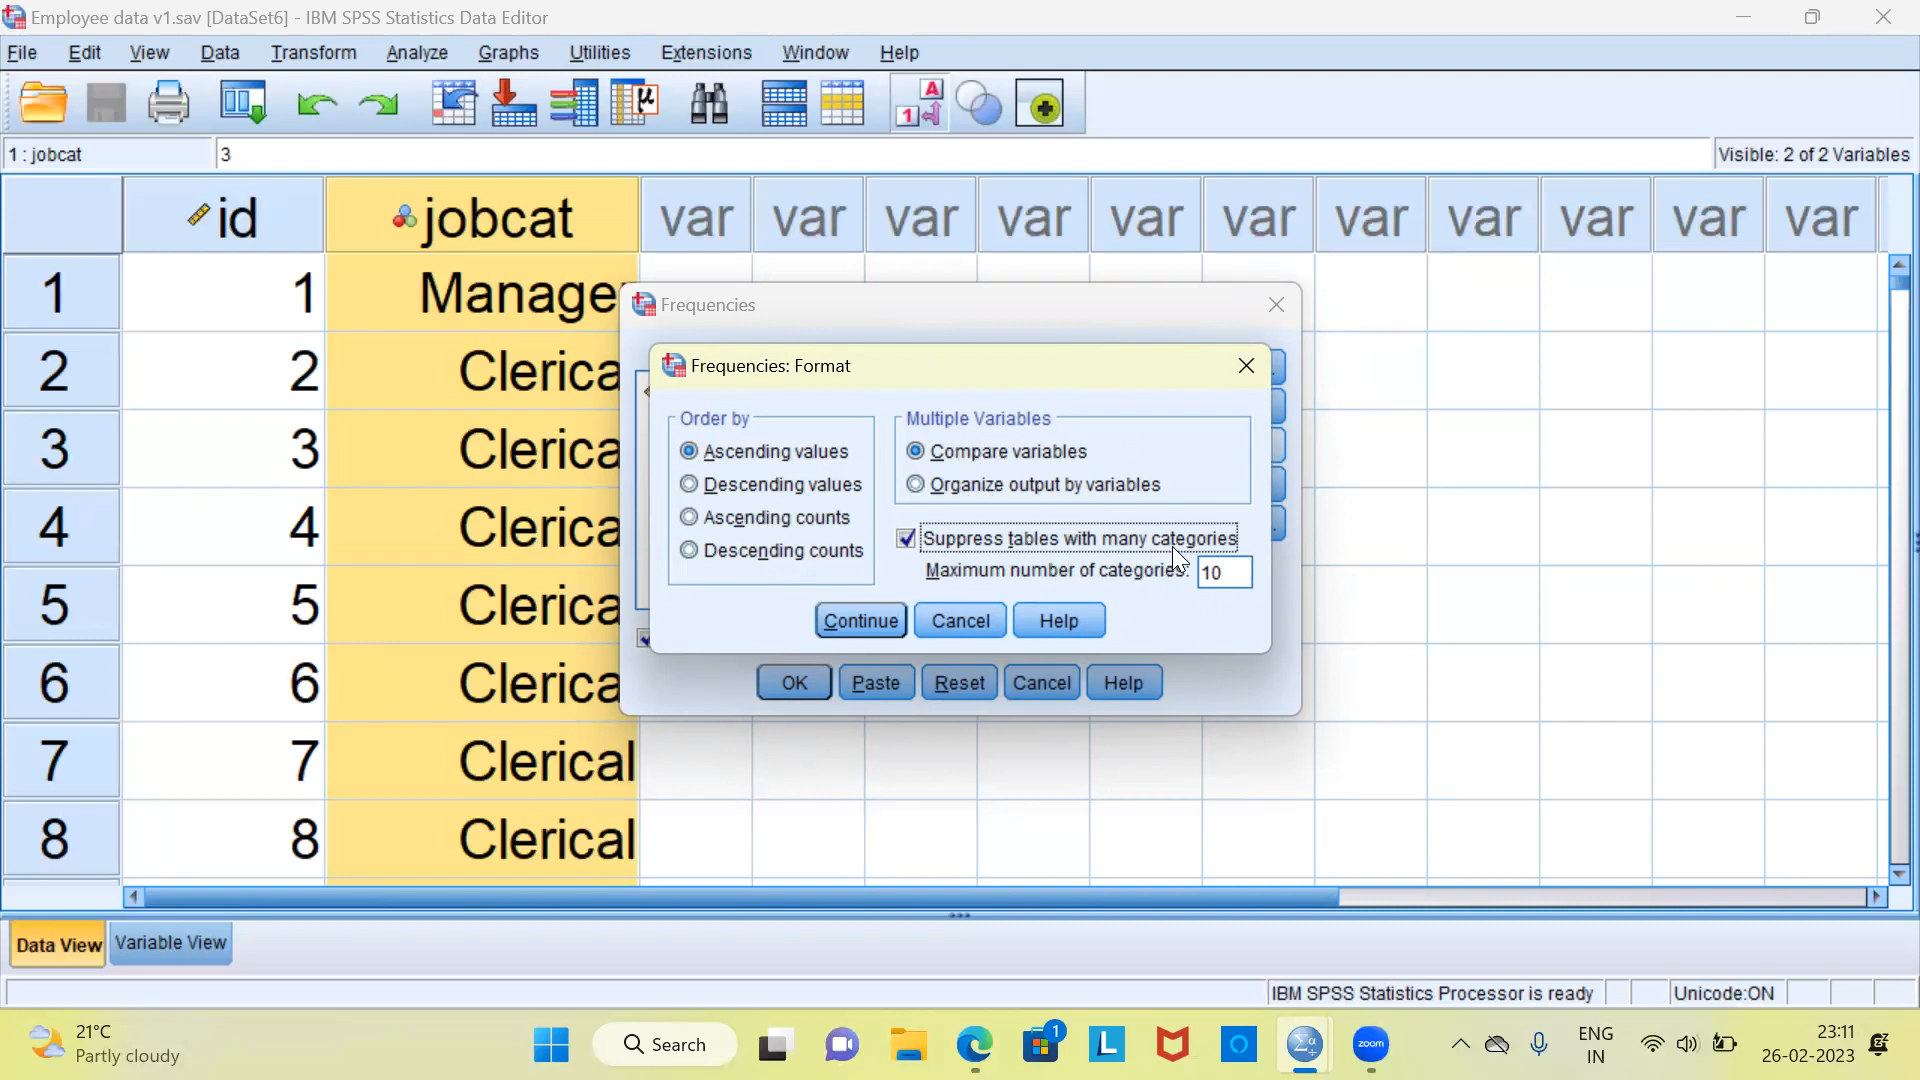 Employee data v1.sav [DataSet6] - IBM SPSS Statistics Data Editor
File Edit View Data Transform Analyze Graphs Utilities Extensions Window Help
1 : jobcat 3 Visible: 2 of 2 Variables
id jobcat var var var var var var var var var var var
1 1 Manager
2 2 Clerica
3 3 Clerica
4 4 Clerica
5 5 Clerica
6 6 Clerica
7 7 Clerical
8 8 Clerical
Frequencies
Frequencies: Format
Order by
Ascending values
Descending values
Ascending counts
Descending counts
Multiple Variables
Compare variables
Organize output by variables
Suppress tables with many categories
Maximum number of categories: 10
Continue Cancel Help
OK Paste Reset Cancel Help
Data View Variable View
IBM SPSS Statistics Processor is ready Unicode:ON
21°C
Partly cloudy
Search
1
L
zoom
ENG
IN
23:11
26-02-2023